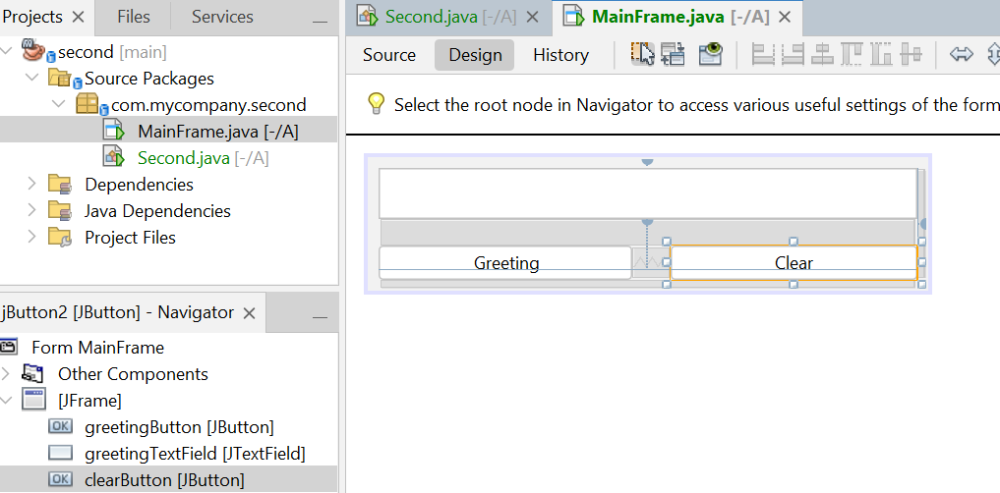 Projects × Files Services
second [main]
Source Packages
com.mycompany.second
MainFrame.java [-/A]
Second.java [-/A]
Dependencies
Java Dependencies
Project Files
jButton2 [JButton] - Navigator ×
Form MainFrame
Other Components
[JFrame]
OK greetingButton [JButton]
greetingTextField [JTextField]
OK clearButton [JButton]
Second.java [-/A] × MainFrame.java [-/A] ×
Source Design History
Select the root node in Navigator to access various useful settings of the form
Greeting Clear